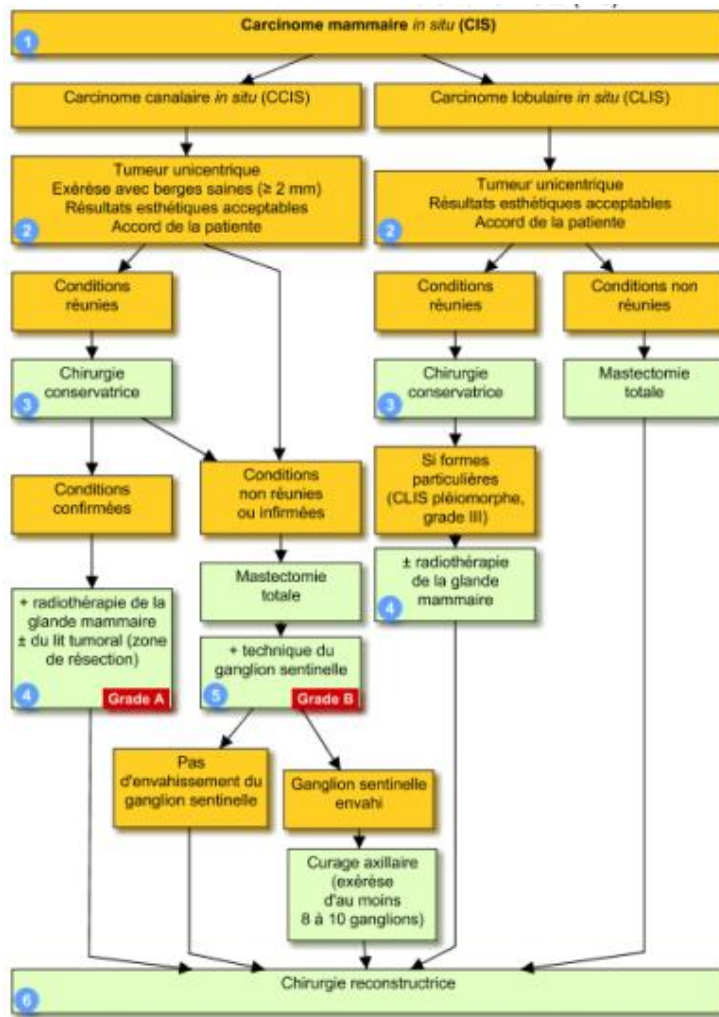 Carcinome mammaire in situ (CIS)
1
Carcinome canalaire in situ (CCIS)
Carcinome lobulaire in situ (CLIS)
Tumeur unicentrique
Exérèse avec berges saines (≥ 2 mm)
Résultats esthétiques acceptables
Accord de la patiente
2
Tumeur unicentrique
Résultats esthétiques acceptables
Accord de la patiente
2
Conditions
réunies
Conditions
réunies
Conditions non
réunies
Chirurgie
conservatrice
3
Chirurgie
conservatrice
3
Mastectomie
totale
Conditions
confirmées
Conditions
non réunies
ou infirmées
Si formes
particulières
(CLIS pléiomorphe,
grade III)
+ radiothérapie de la
glande mammaire
± du lit tumoral (zone
de résection)
4
Grade A
Mastectomie
totale
± radiothérapie
de la glande
mammaire
4
+ technique du
ganglion sentinelle
5
Grade B
Pas
d'envahissement du
ganglion sentinelle
Ganglion sentinelle
envahi
Curage axillaire
(exérèse
d'au moins
8 à 10 ganglions)
Chirurgie reconstructrice
6